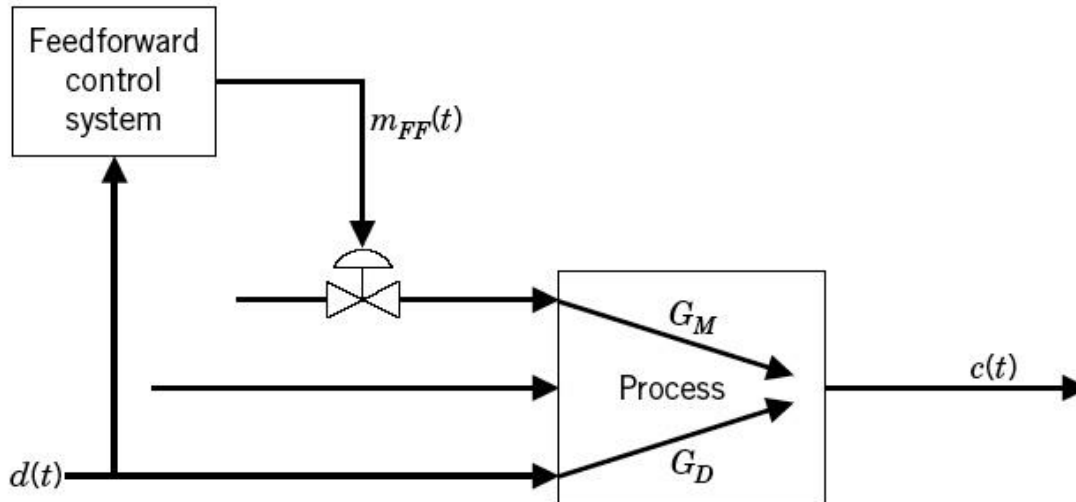 Feedforward
control
system
m_FF(t)
G_M
Process
c(t)
d(t)
G_D